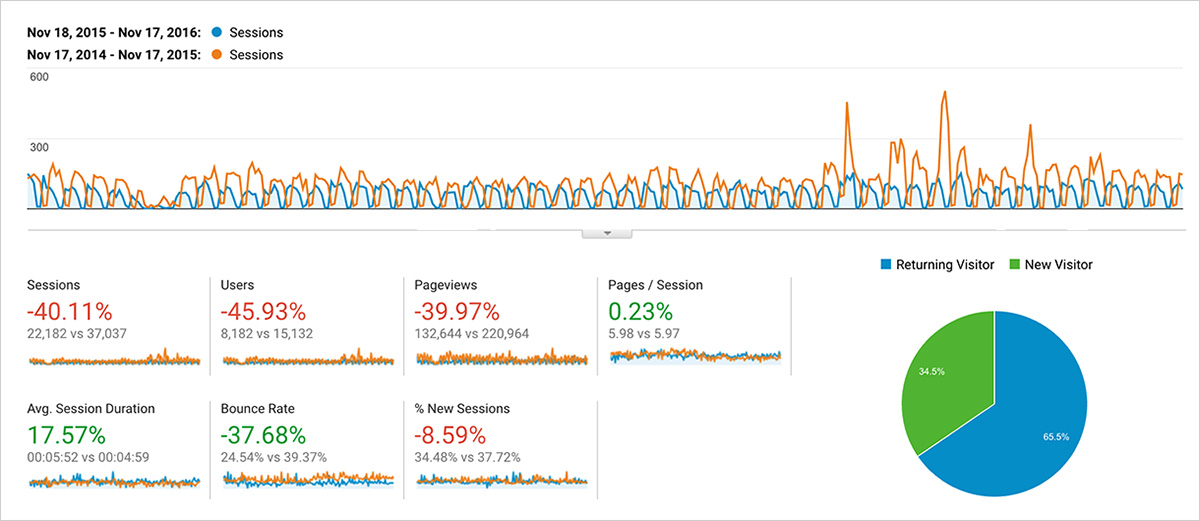 Nov 18, 2015 - Nov 17, 2016: Sessions
Nov 17, 2014 - Nov 17, 2015: Sessions
600
300
Returning Visitor New Visitor
Sessions
-40.11%
22,182 vs 37,037
Users
-45.93%
8,182 vs 15,132
Pageviews
-39.97%
132,644 vs 220,964
Pages / Session
0.23%
5.98 vs 5.97
Avg. Session Duration
17.57%
00:05:52 vs 00:04:59
Bounce Rate
-37.68%
24.54% vs 39.37%
% New Sessions
-8.59%
34.48% vs 37.72%
34.5%
65.5%